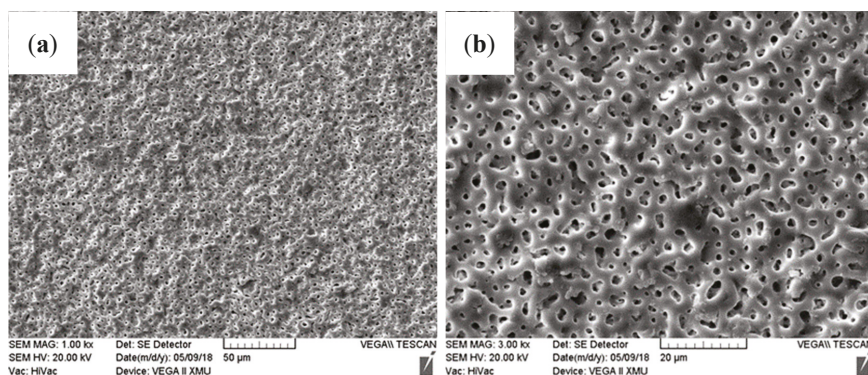 (a)
SEM MAG: 1.00 kx Det: SE Detector VEGA\\ TESCAN
SEM HV: 20.00 kV Date(m/d/y): 05/09/18 50 µm
Vac: HiVac Device: VEGA II XMU
(b)
SEM MAG: 3.00 kx Det: SE Detector VEGA\\ TESCAN
SEM HV: 20.00 kV Date(m/d/y): 05/09/18 20 µm
Vac: HiVac Device: VEGA II XMU